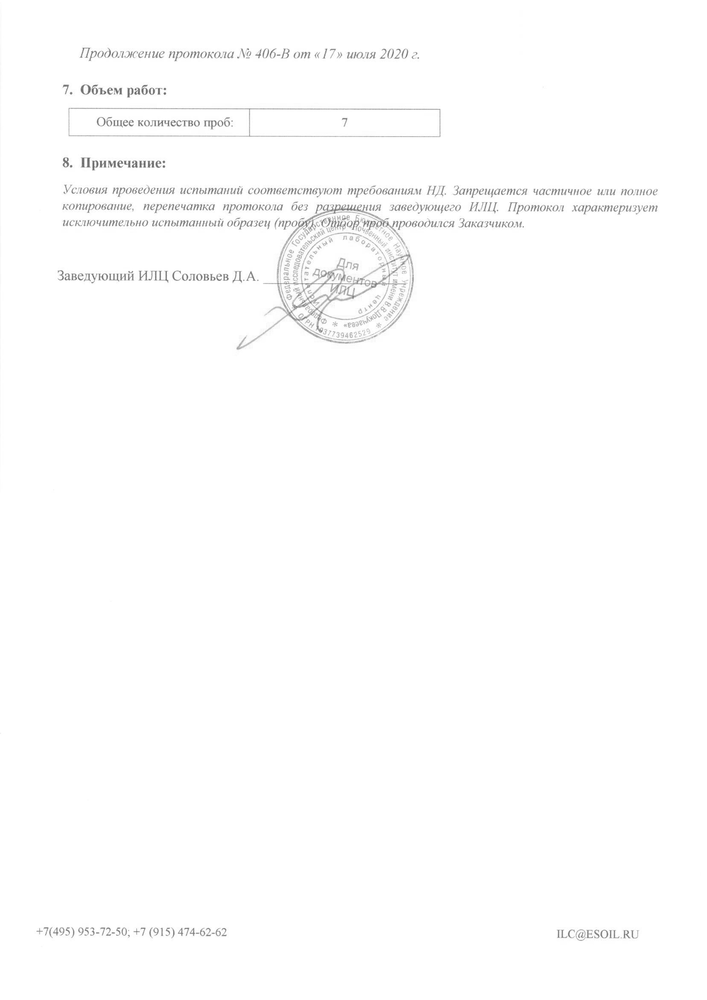 Продолжение протокола № 406-В от «17» июля 2020 г.
7. Объем работ:
Общее количество проб: 7
8. Примечание:
Условия проведения испытаний соответствуют требованиям НД. Запрещается частичное или полное
копирование, перепечатка протокола без разрешения заведующего ИЛЦ. Протокол характеризует
исключительно испытанный образец (пробу). Отбор проб проводился Заказчиком.
Заведующий ИЛЦ Соловьев Д.А.
* Федеральное Государственное Бюджетное Научное Учреждение *
ОГРН 1037739462529
* Федеральный исследовательский центр «Почвенный институт имени В.В.Докучаева»
Испытательный лабораторный центр
Для
документов
ИЛЦ
+7(495) 953-72-50; +7 (915) 474-62-62
ILC@ESOIL.RU